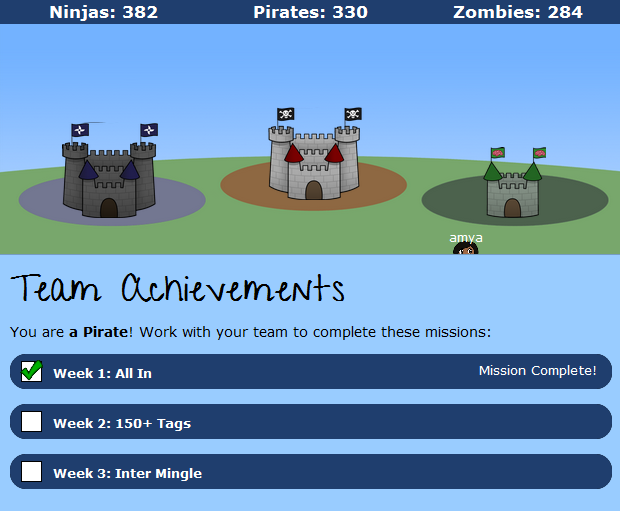 Ninjas: 382 Pirates: 330 Zombies: 284
amya
Team Achievements
You are a Pirate! Work with your team to complete these missions:
Week 1: All In Mission Complete!
Week 2: 150+ Tags
Week 3: Inter Mingle